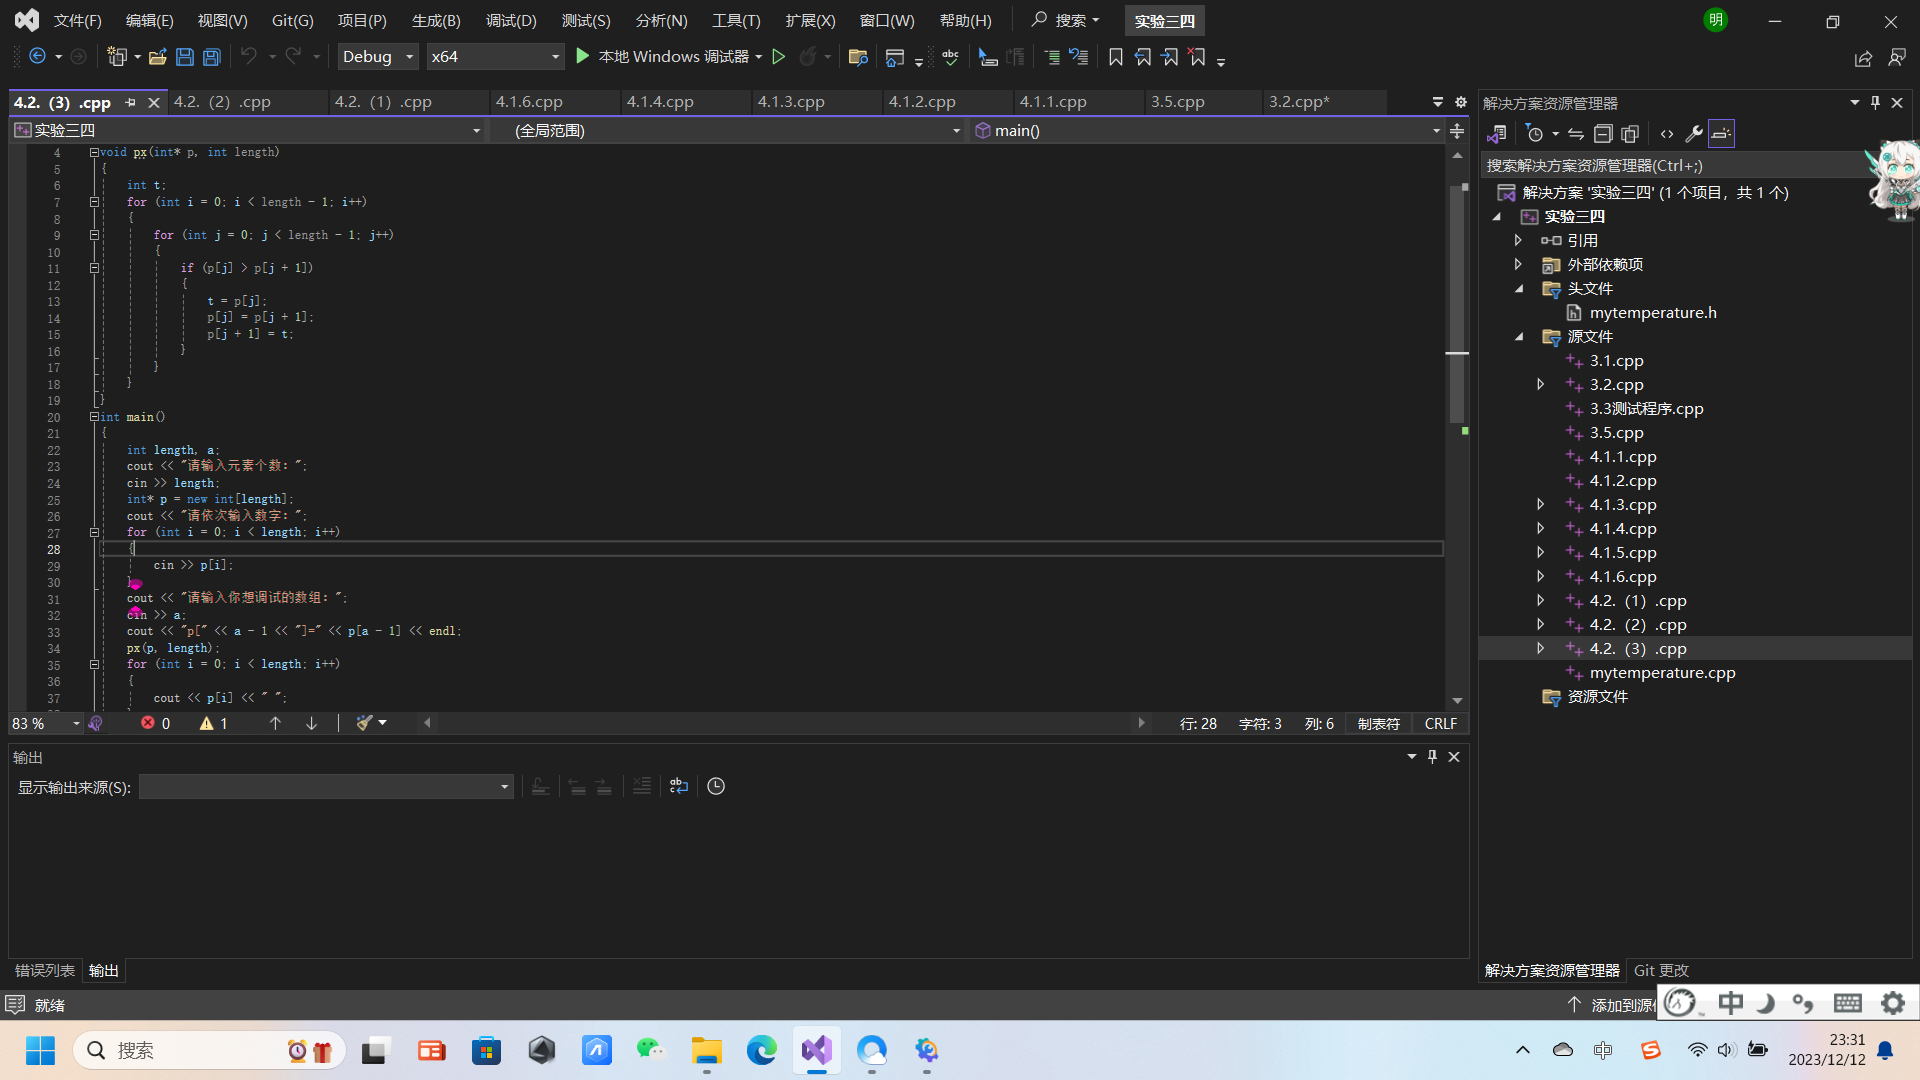 文件(F) 编辑(E) 视图(V) Git(G) 项目(P) 生成(B) 调试(D) 测试(S) 分析(N) 工具(T) 扩展(X) 窗口(W) 帮助(H) 搜索 实验三四 明
Debug x64 本地 Windows 调试器
4.2.（3）.cpp 4.2.（2）.cpp 4.2.（1）.cpp 4.1.6.cpp 4.1.4.cpp 4.1.3.cpp 4.1.2.cpp 4.1.1.cpp 3.5.cpp 3.2.cpp*
实验三四 (全局范围) main()
4 void px(int* p, int length)
5 {
6 int t;
7 for (int i = 0; i < length - 1; i++)
8 {
9 for (int j = 0; j < length - 1; j++)
10 {
11 if (p[j] > p[j + 1])
12 {
13 t = p[j];
14 p[j] = p[j + 1];
15 p[j + 1] = t;
16 }
17 }
18 }
19 }
20 int main()
21 {
22 int length, a;
23 cout << "请输入元素个数：";
24 cin >> length;
25 int* p = new int[length];
26 cout << "请依次输入数字：";
27 for (int i = 0; i < length; i++)
28 {
29 cin >> p[i];
30 }
31 cout << "请输入你想调试的数组：";
32 cin >> a;
33 cout << "p[" << a - 1 << "]=" << p[a - 1] << endl;
34 px(p, length);
35 for (int i = 0; i < length; i++)
36 {
37 cout << p[i] << " ";
83 % 0 1 行: 28 字符: 3 列: 6 制表符 CRLF
输出
显示输出来源(S):
错误列表 输出
解决方案资源管理器
搜索解决方案资源管理器(Ctrl+;)
解决方案 '实验三四' (1 个项目，共 1 个)
实验三四
引用
外部依赖项
头文件
mytemperature.h
源文件
3.1.cpp
3.2.cpp
3.3测试程序.cpp
3.5.cpp
4.1.1.cpp
4.1.2.cpp
4.1.3.cpp
4.1.4.cpp
4.1.5.cpp
4.1.6.cpp
4.2.（1）.cpp
4.2.（2）.cpp
4.2.（3）.cpp
mytemperature.cpp
资源文件
解决方案资源管理器 Git 更改
就绪 添加到源 中
搜索 中 23:31
2023/12/12